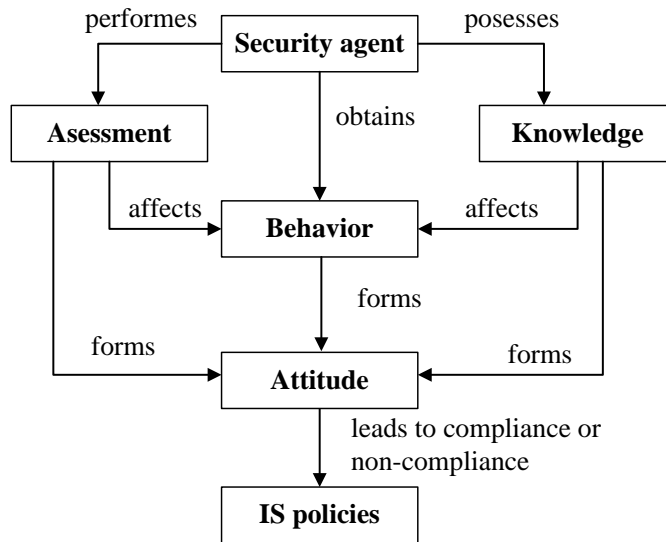 performes
Security agent
posesses
Asessment
obtains
Knowledge
affects
Behavior
affects
forms
forms
Attitude
forms
leads to compliance or
non-compliance
IS policies